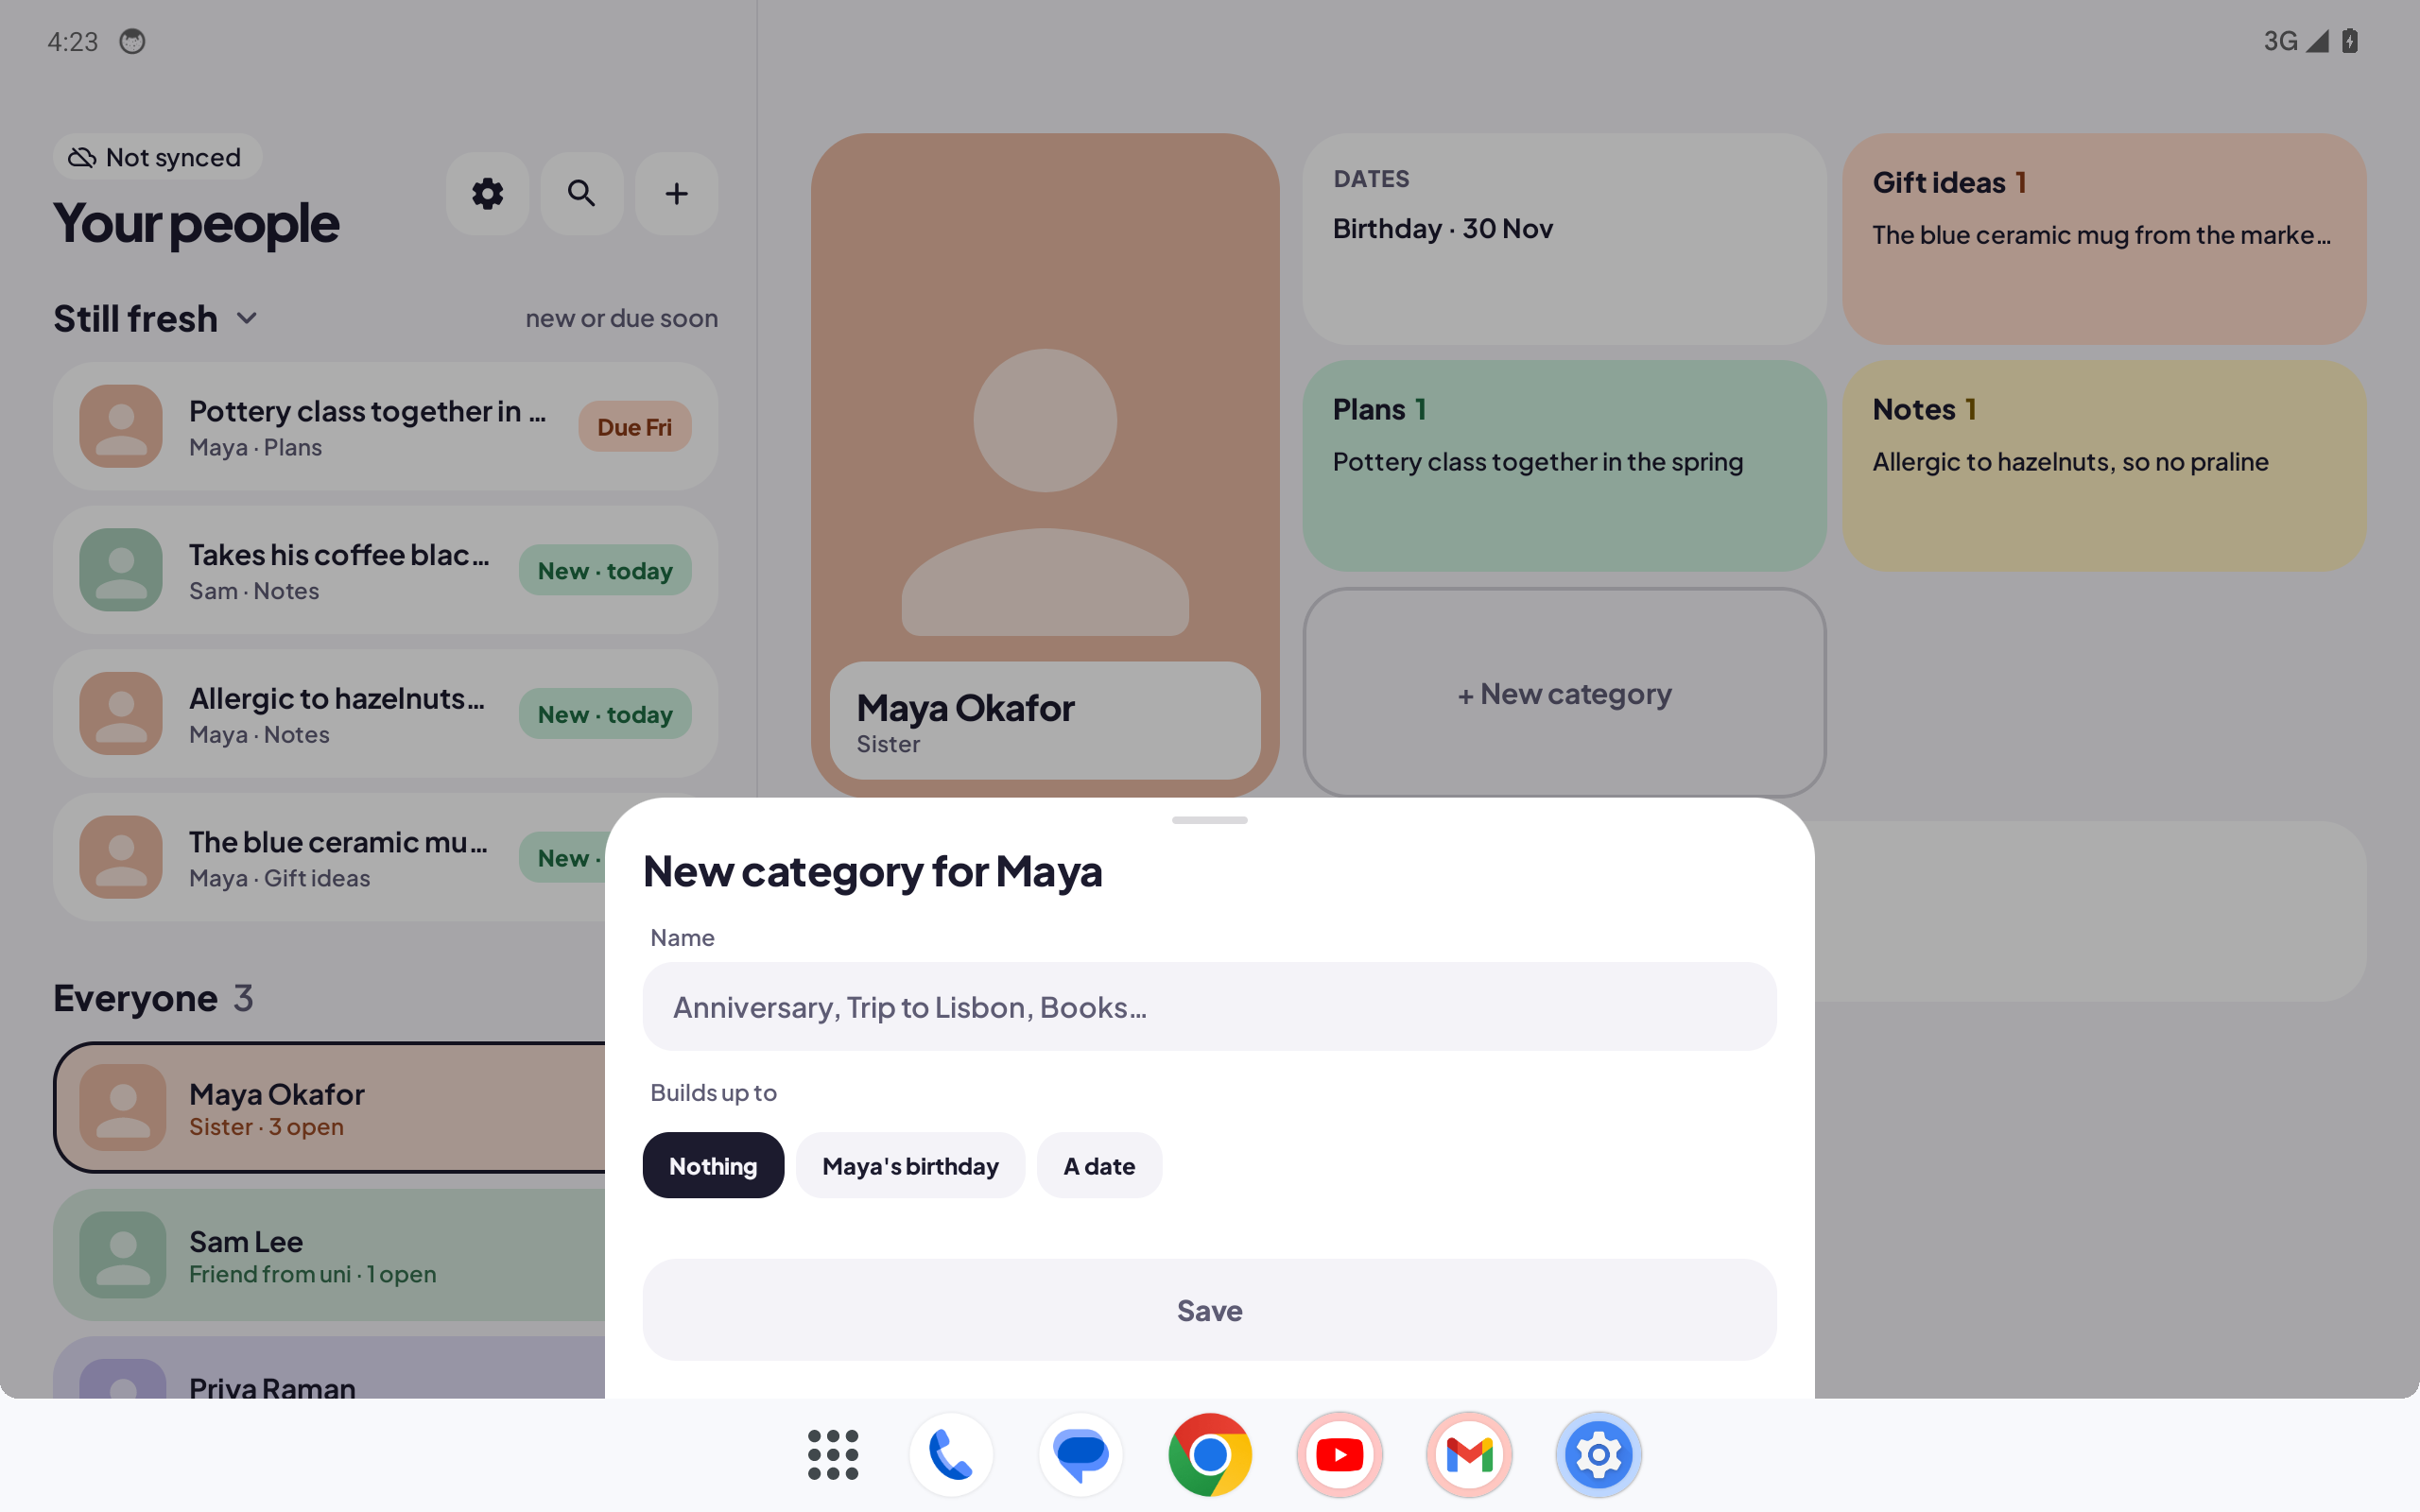 4:23
3G
Not synced
Your people
Still fresh
new or due soon
Pottery class together in ...
Maya · Plans
Due Fri
Takes his coffee blac...
Sam · Notes
New · today
Allergic to hazelnuts...
Maya · Notes
New · today
The blue ceramic mu...
Maya · Gift ideas
New ·
Everyone 3
Maya Okafor
Sister · 3 open
Sam Lee
Friend from uni · 1 open
Priya Raman
Maya Okafor
Sister
DATES
Birthday · 30 Nov
Gift ideas 1
The blue ceramic mug from the marke...
Plans 1
Pottery class together in the spring
Notes 1
Allergic to hazelnuts, so no praline
+ New category
New category for Maya
Name
Anniversary, Trip to Lisbon, Books...
Builds up to
Nothing
Maya's birthday
A date
Save